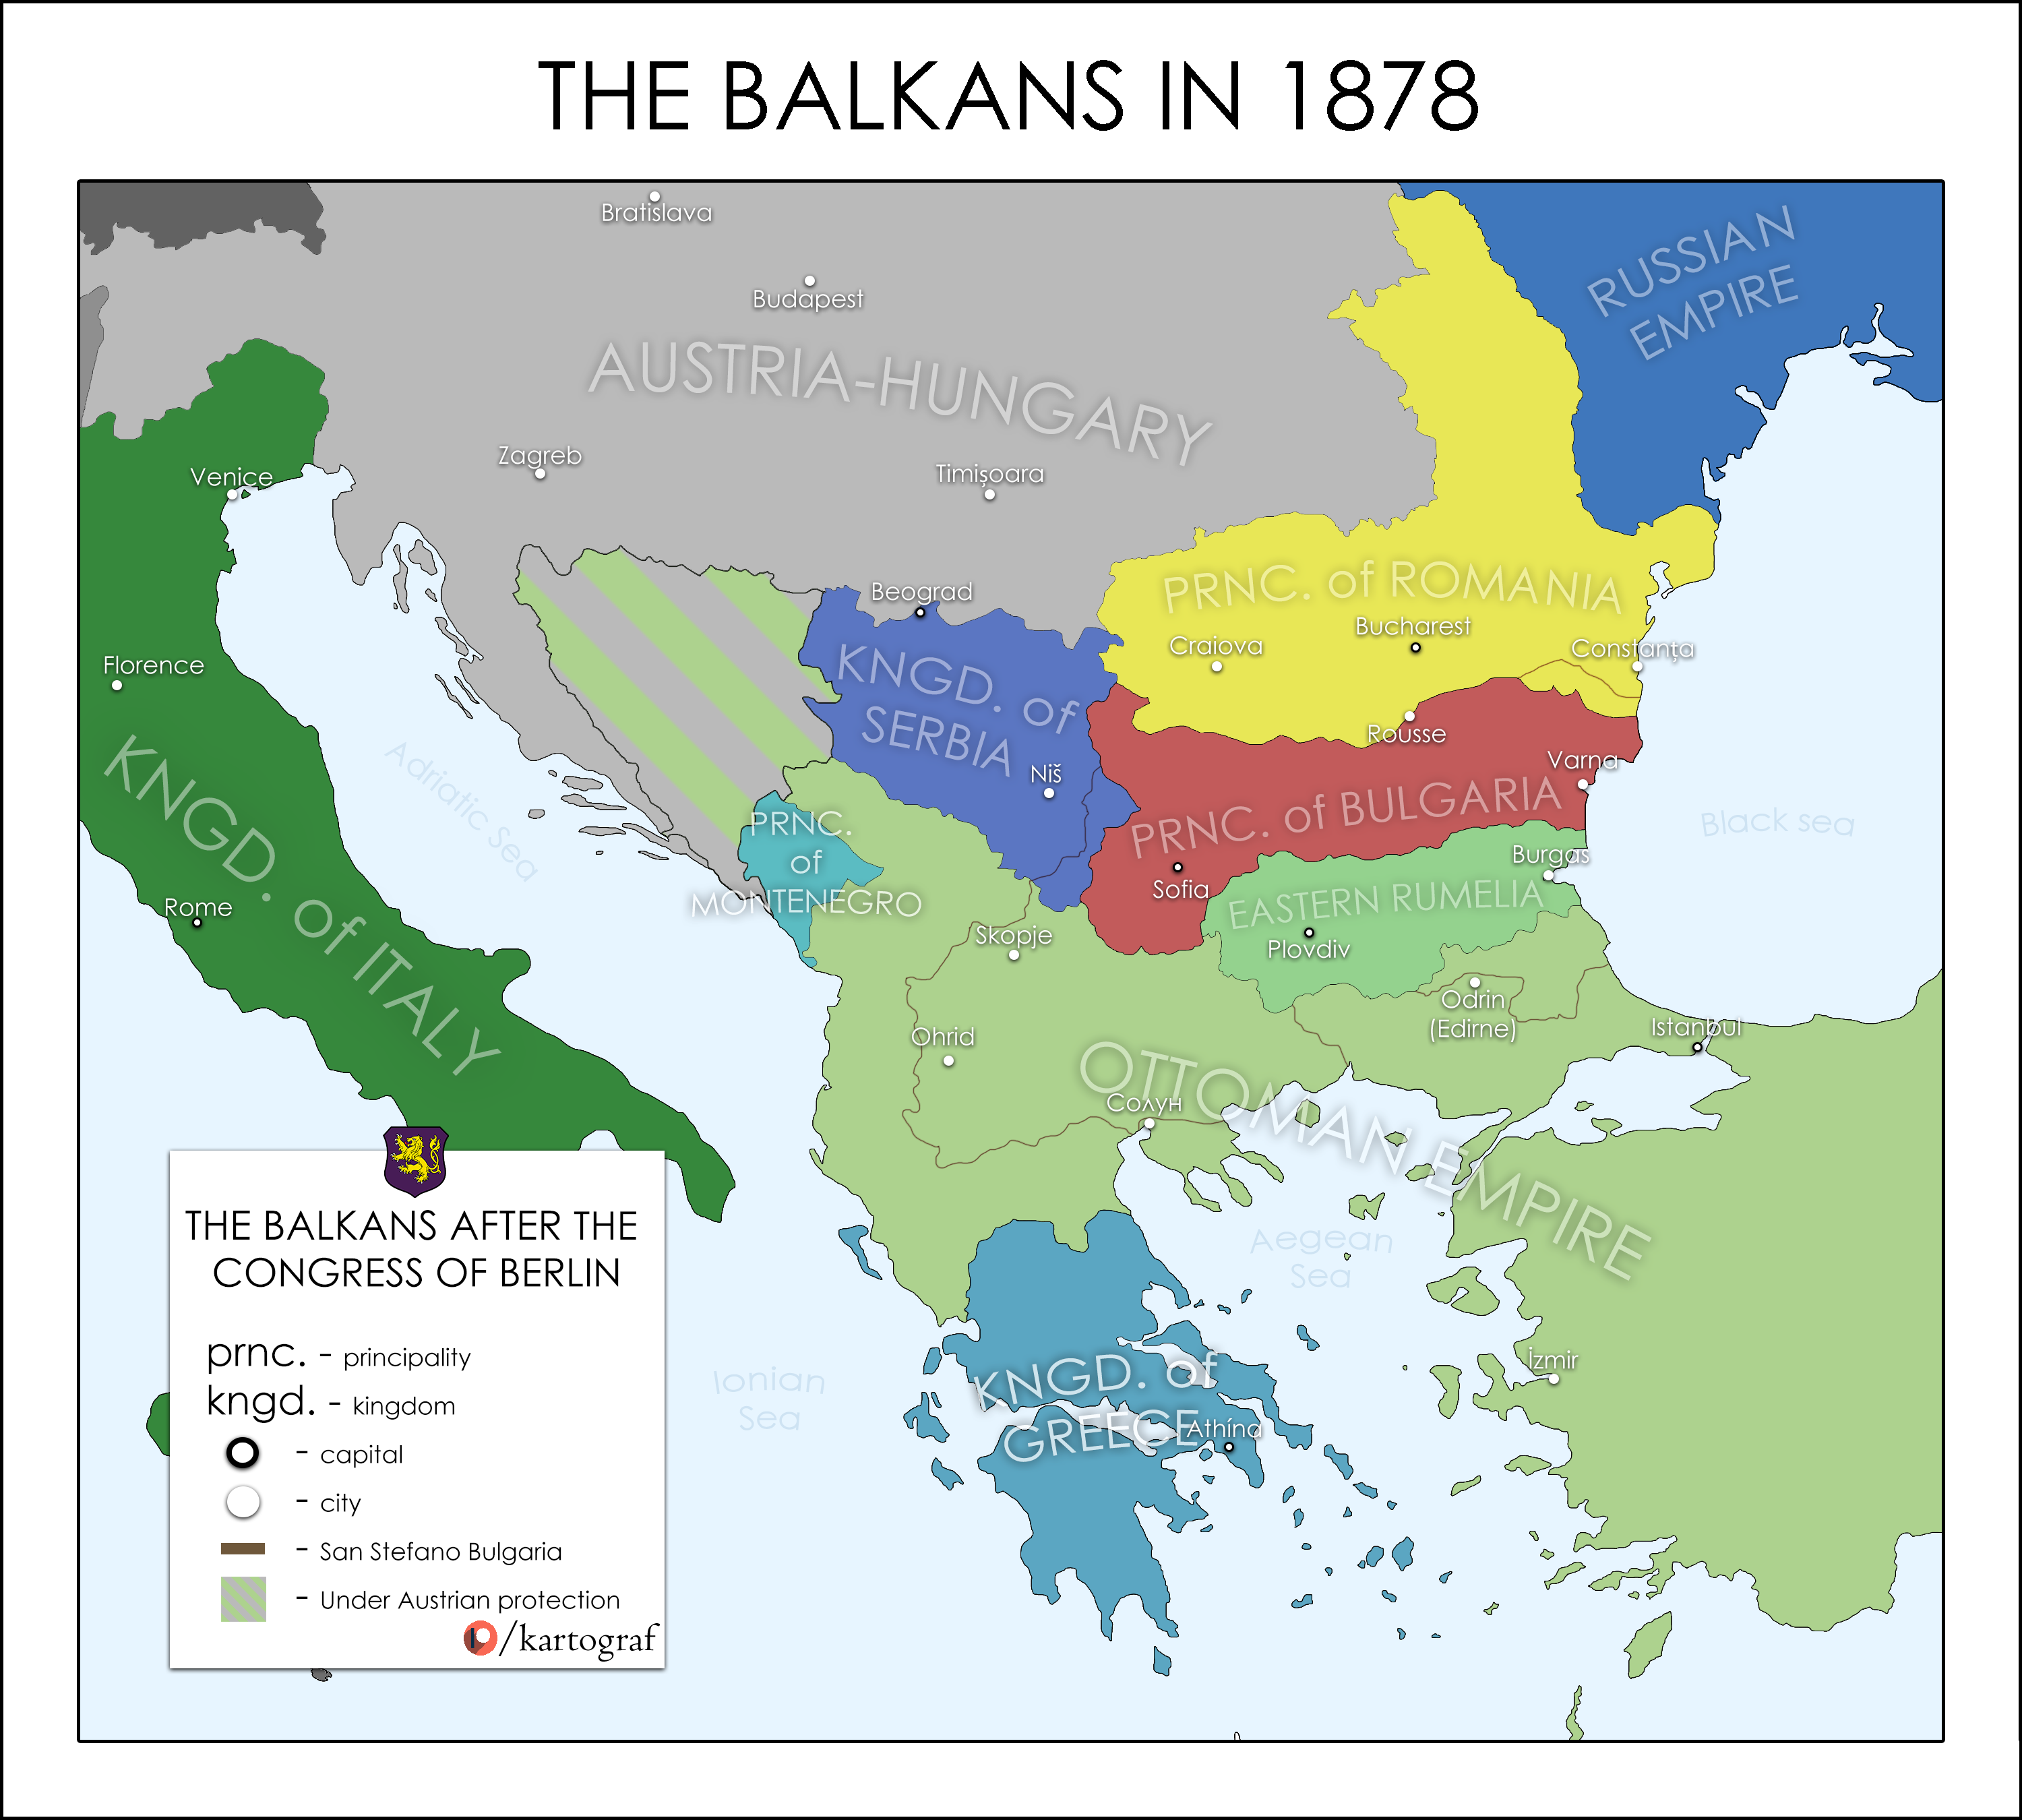 THE BALKANS IN 1878
Bratislava
Budapest
RUSSIAN
EMPIRE
AUSTRIA-HUNGARY
Zagreb
Venice
Timișoara
Beograd
PRNC. of ROMANIA
Craiova
Bucharest
Constanța
Florence
KNGD. of
SERBIA
Niš
Rousse
Varna
PRNC. of BULGARIA
Black sea
Adriatic Sea
KNGD. of ITALY
Rome
PRNC.
of
MONTENEGRO
Burgas
Sofia
EASTERN RUMELIA
Plovdiv
Skopje
Odrin
(Edirne)
Istanbul
Ohrid
OTTOMAN EMPIRE
Солун
Aegean
Sea
İzmir
Ionian
Sea
KNGD. of
GREECE
Athína
THE BALKANS AFTER THE
CONGRESS OF BERLIN
prnc. - principality
kngd. - kingdom
- capital
- city
- San Stefano Bulgaria
- Under Austrian protection
/kartograf